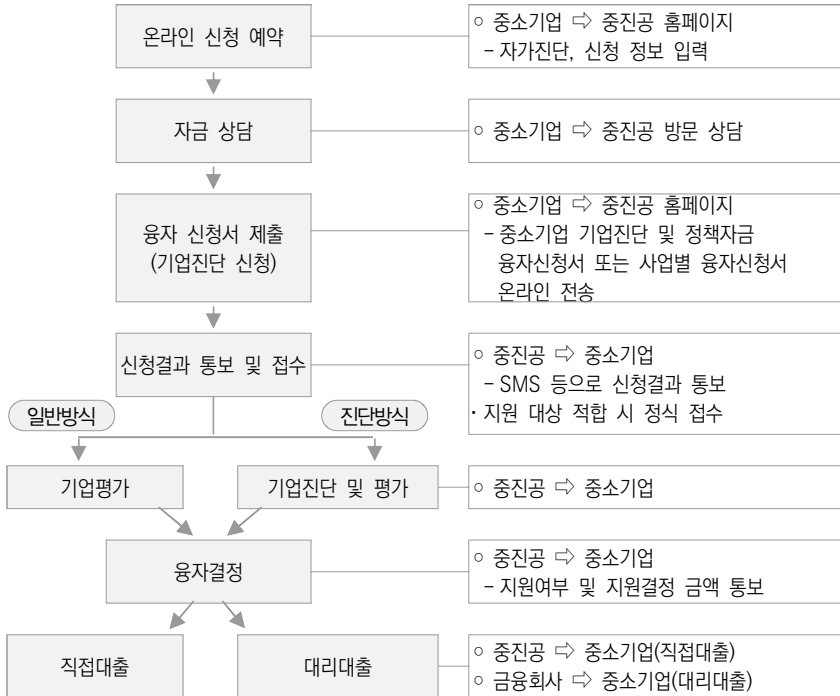 온라인 신청 예약
○ 중소기업 ⇨ 중진공 홈페이지
- 자가진단, 신청 정보 입력
자금 상담
○ 중소기업 ⇨ 중진공 방문 상담
융자 신청서 제출
(기업진단 신청)
○ 중소기업 ⇨ 중진공 홈페이지
- 중소기업 기업진단 및 정책자금
융자신청서 또는 사업별 융자신청서
온라인 전송
신청결과 통보 및 접수
○ 중진공 ⇨ 중소기업
- SMS 등으로 신청결과 통보
· 지원 대상 적합 시 정식 접수
일반방식
진단방식
기업평가
기업진단 및 평가
○ 중진공 ⇨ 중소기업
융자결정
○ 중진공 ⇨ 중소기업
- 지원여부 및 지원결정 금액 통보
직접대출
대리대출
○ 중진공 ⇨ 중소기업(직접대출)
○ 금융회사 ⇨ 중소기업(대리대출)